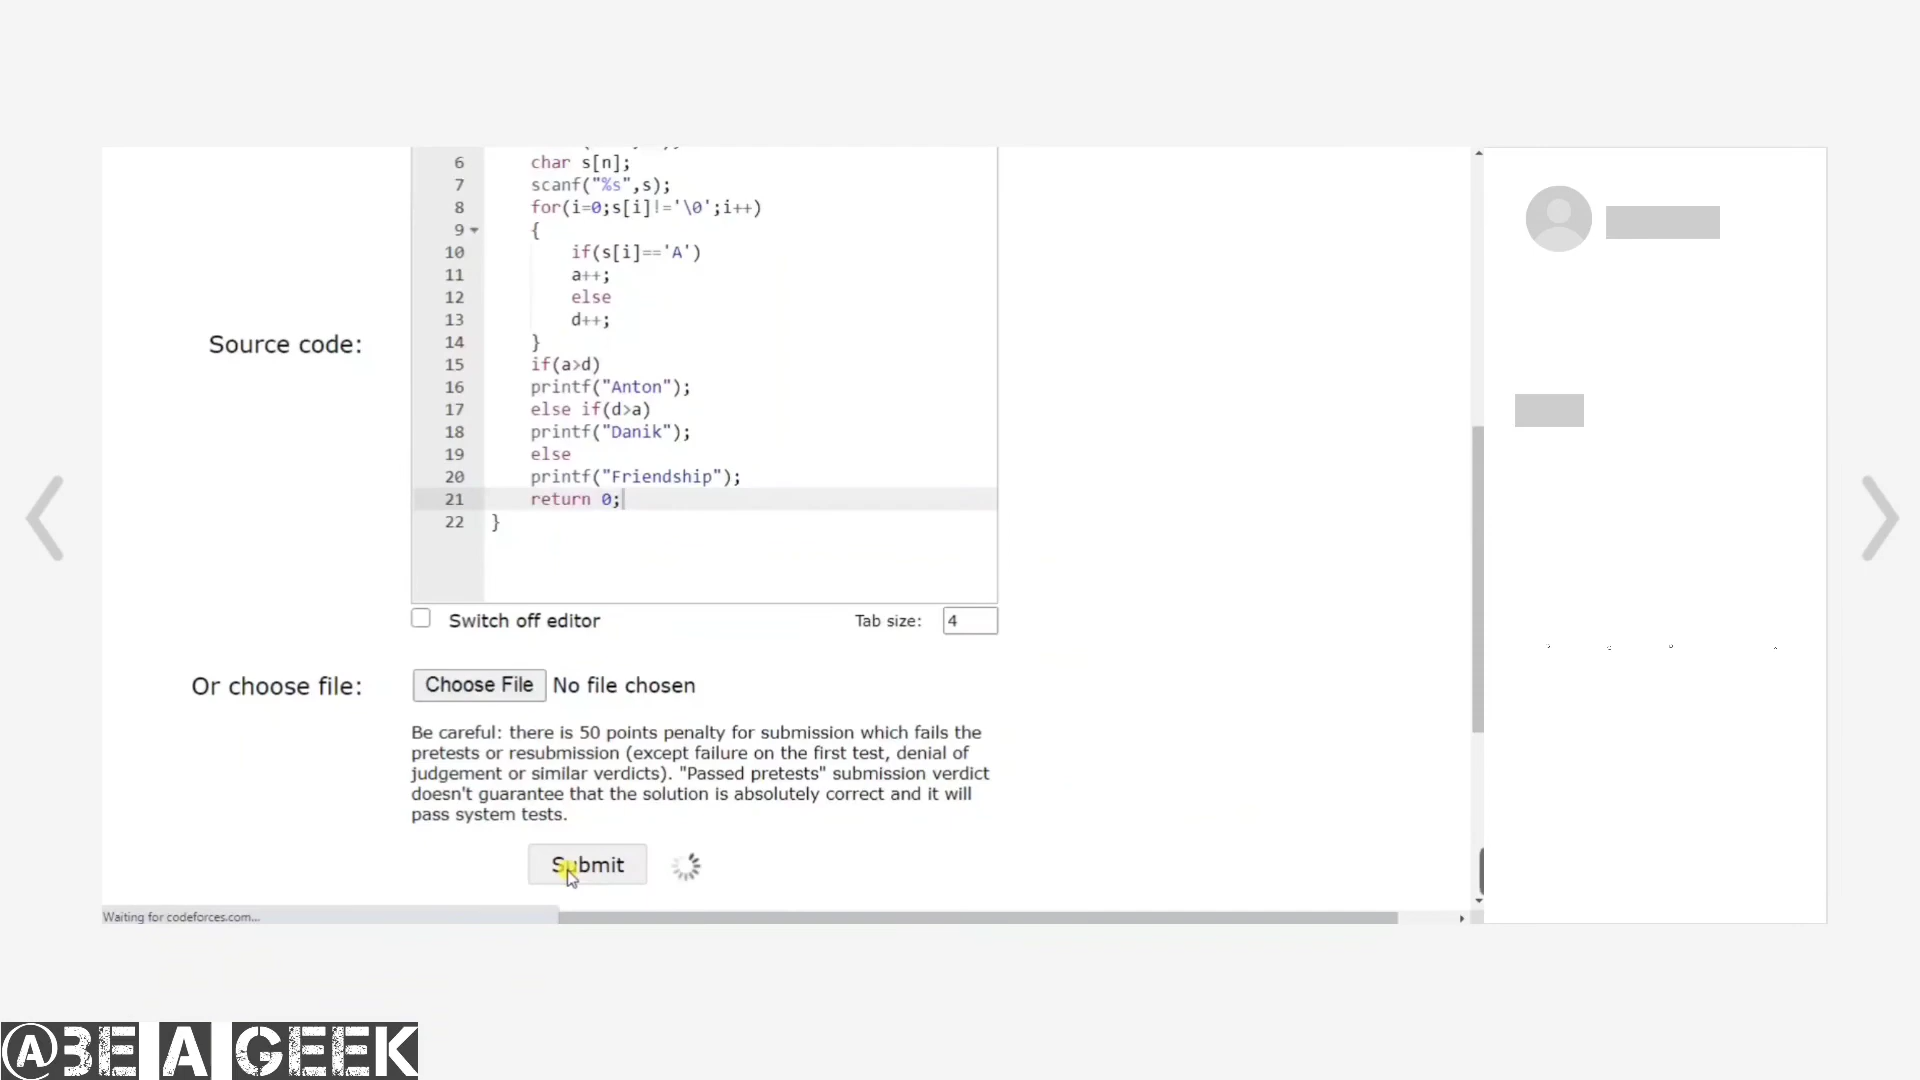 6 char s[n];
7 scanf("%s",s);
8 for(i=0;s[i]!='\0';i++)
9 {
10 if(s[i]=='A')
11 a++;
12 else
13 d++;
14 }
15 if(a>d)
16 printf("Anton");
17 else if(d>a)
18 printf("Danik");
19 else
20 printf("Friendship");
21 return 0;
22 }
Source code:
Switch off editor
Tab size: 4
Or choose file:
Choose File No file chosen
Be careful: there is 50 points penalty for submission which fails the
pretests or resubmission (except failure on the first test, denial of
judgement or similar verdicts). "Passed pretests" submission verdict
doesn't guarantee that the solution is absolutely correct and it will
pass system tests.
Submit
Waiting for codeforces.com...
@BE A GEEK